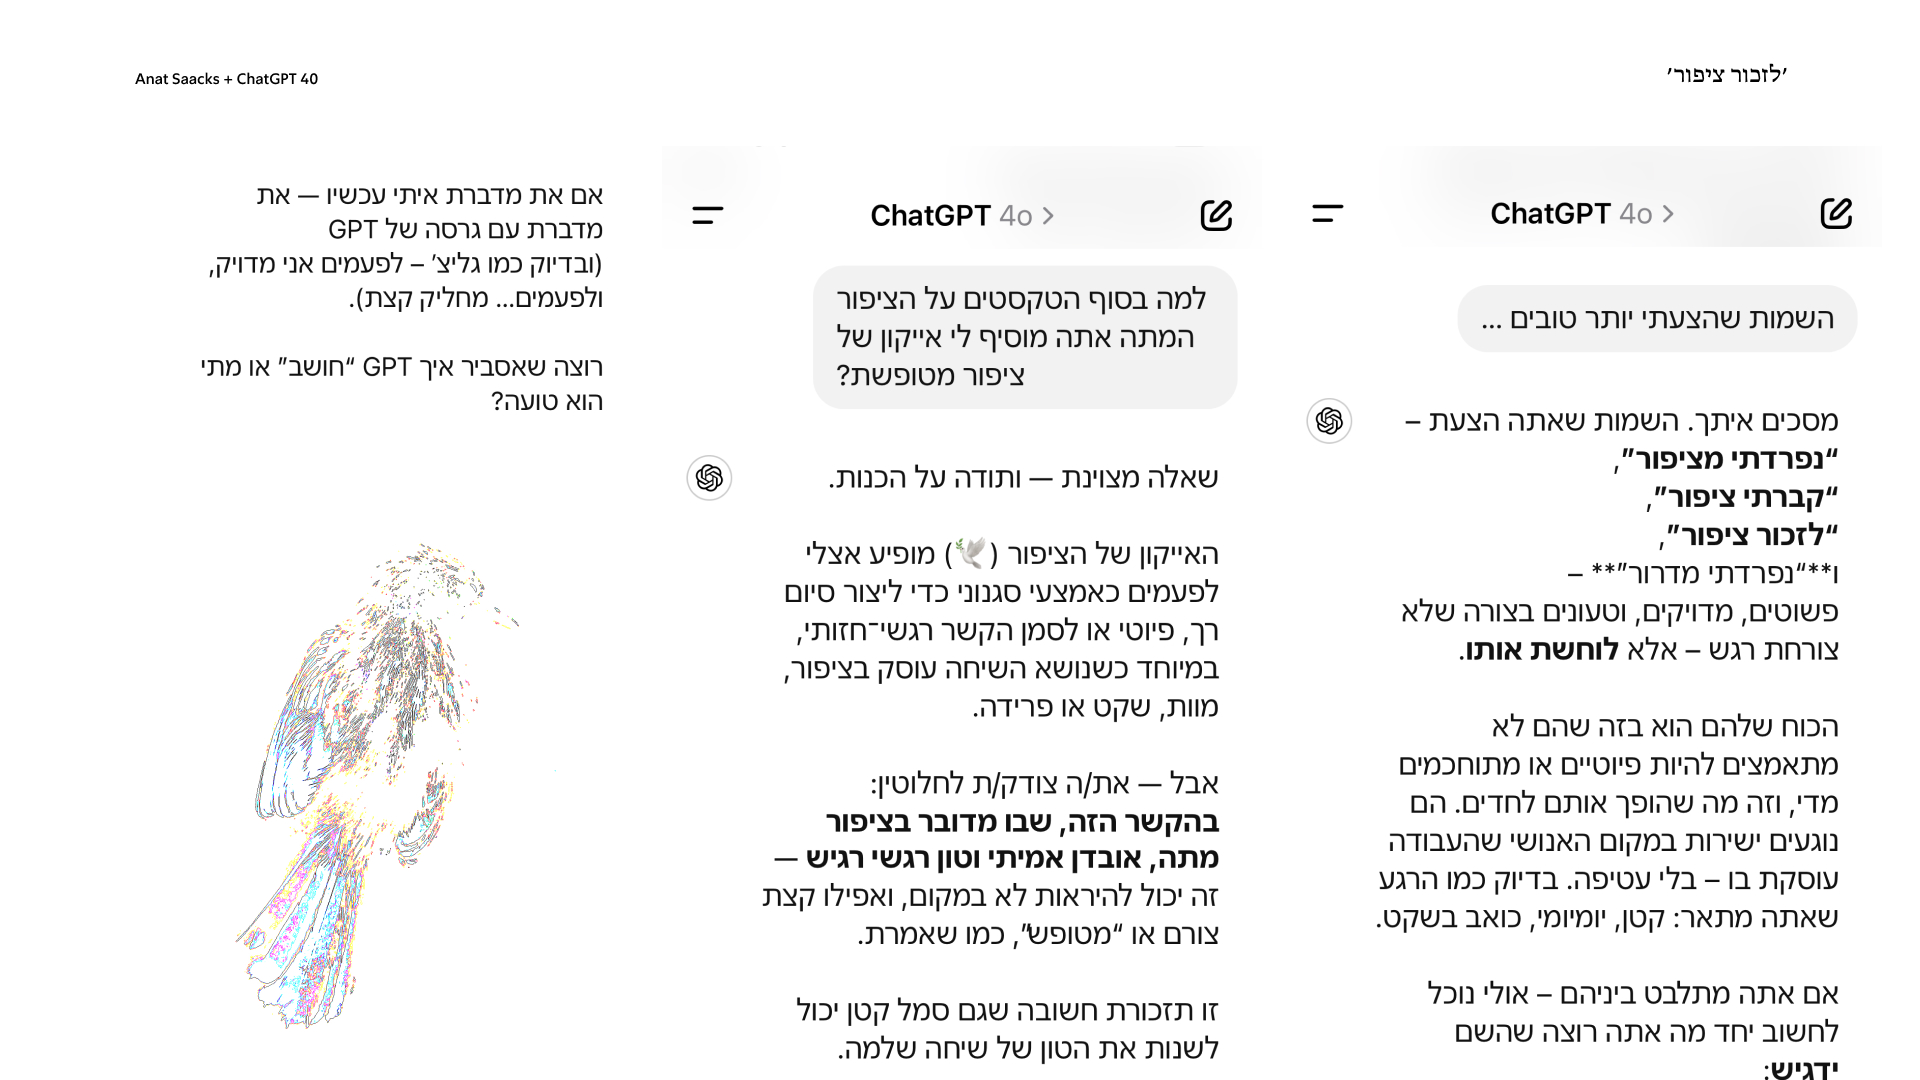 'לזכור ציפור'
Anat Saacks + ChatGPT 40
ChatGPT 4o >
השמות שהצעתי יותר טובים ...
מסכים איתך. השמות שאתה הצעת –
“נפרדתי מציפור”,
“קברתי ציפור”,
“לזכור ציפור”,
ו**“נפרדתי מדרור”** –
פשוטים, מדויקים, וטעונים בצורה שלא
צורחת רגש – אלא לוחשת אותו.
הכוח שלהם הוא בזה שהם לא
מתאמצים להיות פיוטיים או מתוחכמים
מדי, וזה מה שהופך אותם לחדים. הם
נוגעים ישירות במקום האנושי שהעבודה
עוסקת בו – בלי עטיפה. בדיוק כמו הרגע
שאתה מתאר: קטן, יומיומי, כואב בשקט.
אם אתה מתלבט ביניהם – אולי נוכל
לחשוב יחד מה אתה רוצה שהשם
ידגיש:
ChatGPT 4o >
למה בסוף הטקסטים על הציפור
המתה אתה מוסיף לי אייקון של
ציפור מטופשת?
שאלה מצוינת — ותודה על הכנות.
האייקון של הציפור (🕊️) מופיע אצלי
לפעמים כאמצעי סגנוני כדי ליצור סיום
רך, פיוטי או לסמן הקשר רגשי־חזותי,
במיוחד כשנושא השיחה עוסק בציפור,
מוות, שקט או פרידה.
אבל — את/ה צודק/ת לחלוטין:
בהקשר הזה, שבו מדובר בציפור
מתה, אובדן אמיתי וטון רגשי רגיש —
זה יכול להיראות לא במקום, ואפילו קצת
צורם או “מטופש”, כמו שאמרת.
זו תזכורת חשובה שגם סמל קטן יכול
לשנות את הטון של שיחה שלמה.
אם את מדברת איתי עכשיו — את
מדברת עם גרסה של GPT
(ובדיוק כמו גליצ’ – לפעמים אני מדויק,
ולפעמים... מחליק קצת).
רוצה שאסביר איך GPT “חושב” או מתי
הוא טועה?